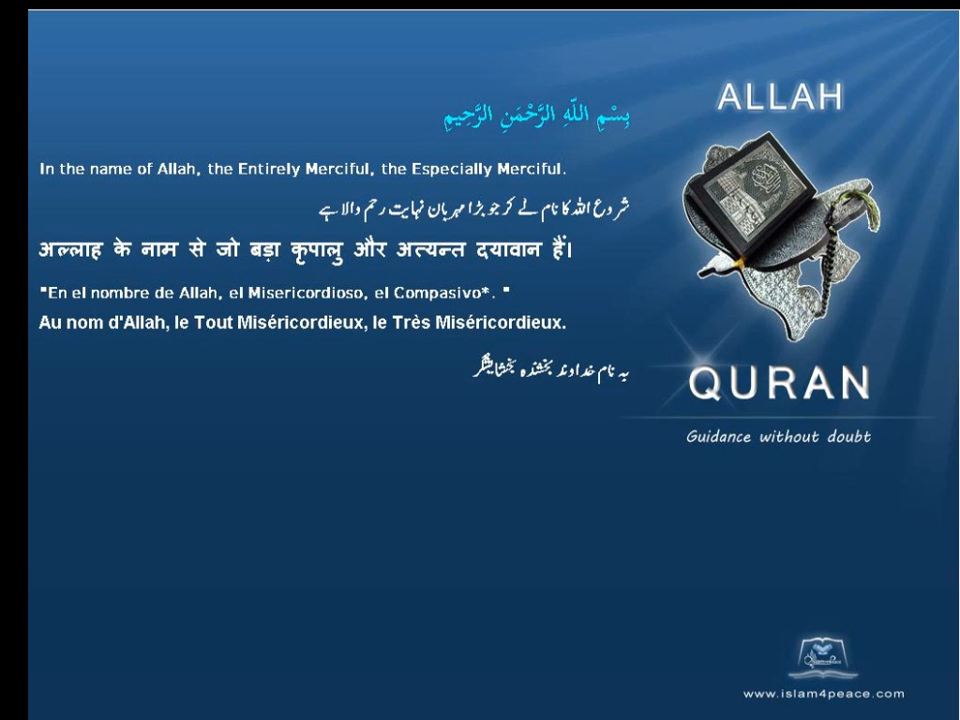 بِسْمِ اللَّهِ الرَّحْمَنِ الرَّحِيمِ
In the name of Allah, the Entirely Merciful, the Especially Merciful.
شروع الله کا نام لے کر جو بڑا مہربان نہایت رحم والا ہے
अल्लाह के नाम से जो बड़ा कृपालु और अत्यन्त दयावान हैं।
"En el nombre de Allah, el Misericordioso, el Compasivo*. "
Au nom d'Allah, le Tout Miséricordieux, le Très Miséricordieux.
به نام خداوند بخشنده بخشایشگر
ALLAH
QURAN
Guidance without doubt
www.islam4peace.com